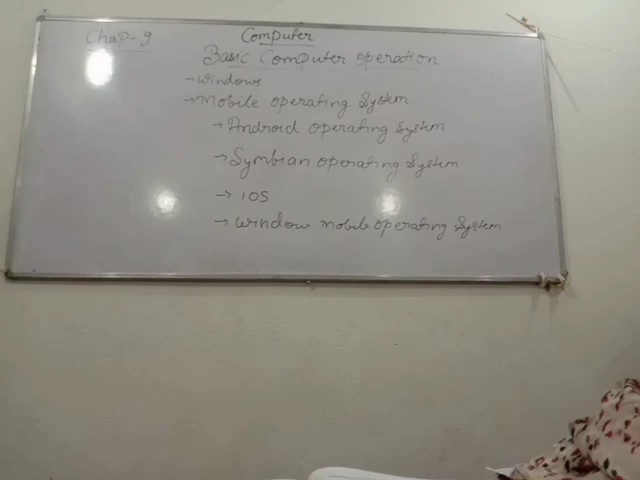 Chap-9 Computer
Basic Computer operation
→ windows
→ Mobile operating System
→ Android operating System
→ Symbian operating System
→ IOS
→ Window mobile operating System